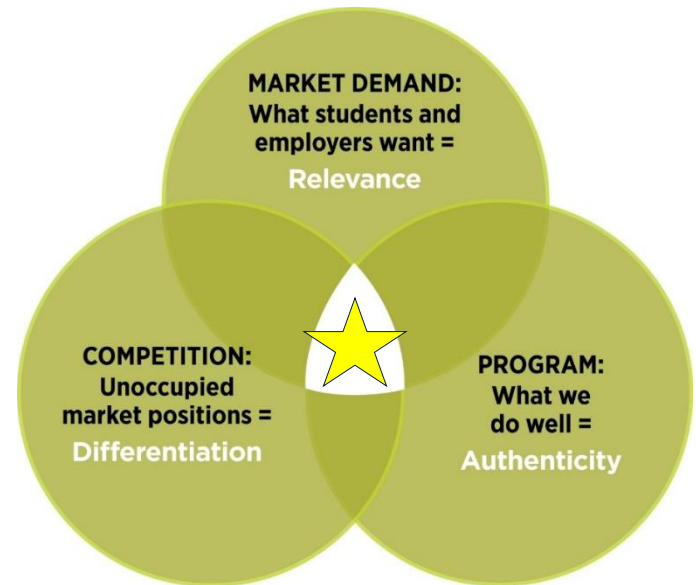 MARKET DEMAND:
What students and
employers want =
Relevance
COMPETITION:
Unoccupied
market positions =
Differentiation
PROGRAM:
What we
do well =
Authenticity